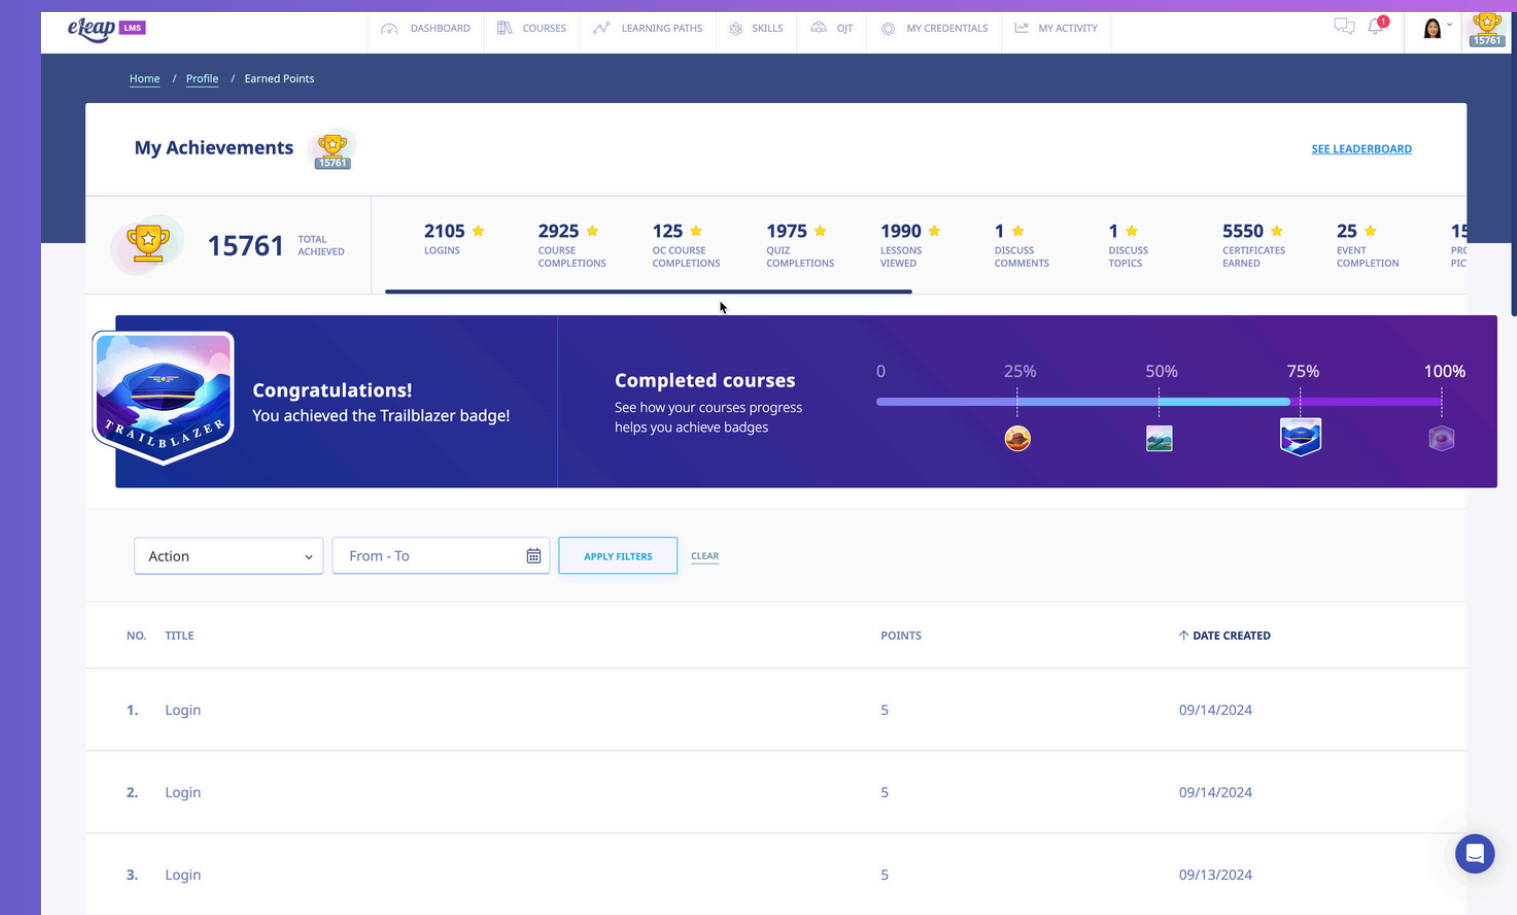 eLeap LMS
DASHBOARD
COURSES
LEARNING PATHS
SKILLS
OJT
MY CREDENTIALS
MY ACTIVITY
1
15761
Home / Profile / Earned Points
My Achievements
15761
SEE LEADERBOARD
15761 TOTAL
ACHIEVED
2105
LOGINS
2925
COURSE
COMPLETIONS
125
OC COURSE
COMPLETIONS
1975
QUIZ
COMPLETIONS
1990
LESSONS
VIEWED
1
DISCUSS
COMMENTS
1
DISCUSS
TOPICS
5550
CERTIFICATES
EARNED
25
EVENT
COMPLETION
TRAILBLAZER
Congratulations!
You achieved the Trailblazer badge!
Completed courses
See how your courses progress
helps you achieve badges
0 25% 50% 75% 100%
Action
From - To
APPLY FILTERS
CLEAR
NO. TITLE POINTS DATE CREATED
1. Login 5 09/14/2024
2. Login 5 09/14/2024
3. Login 5 09/13/2024